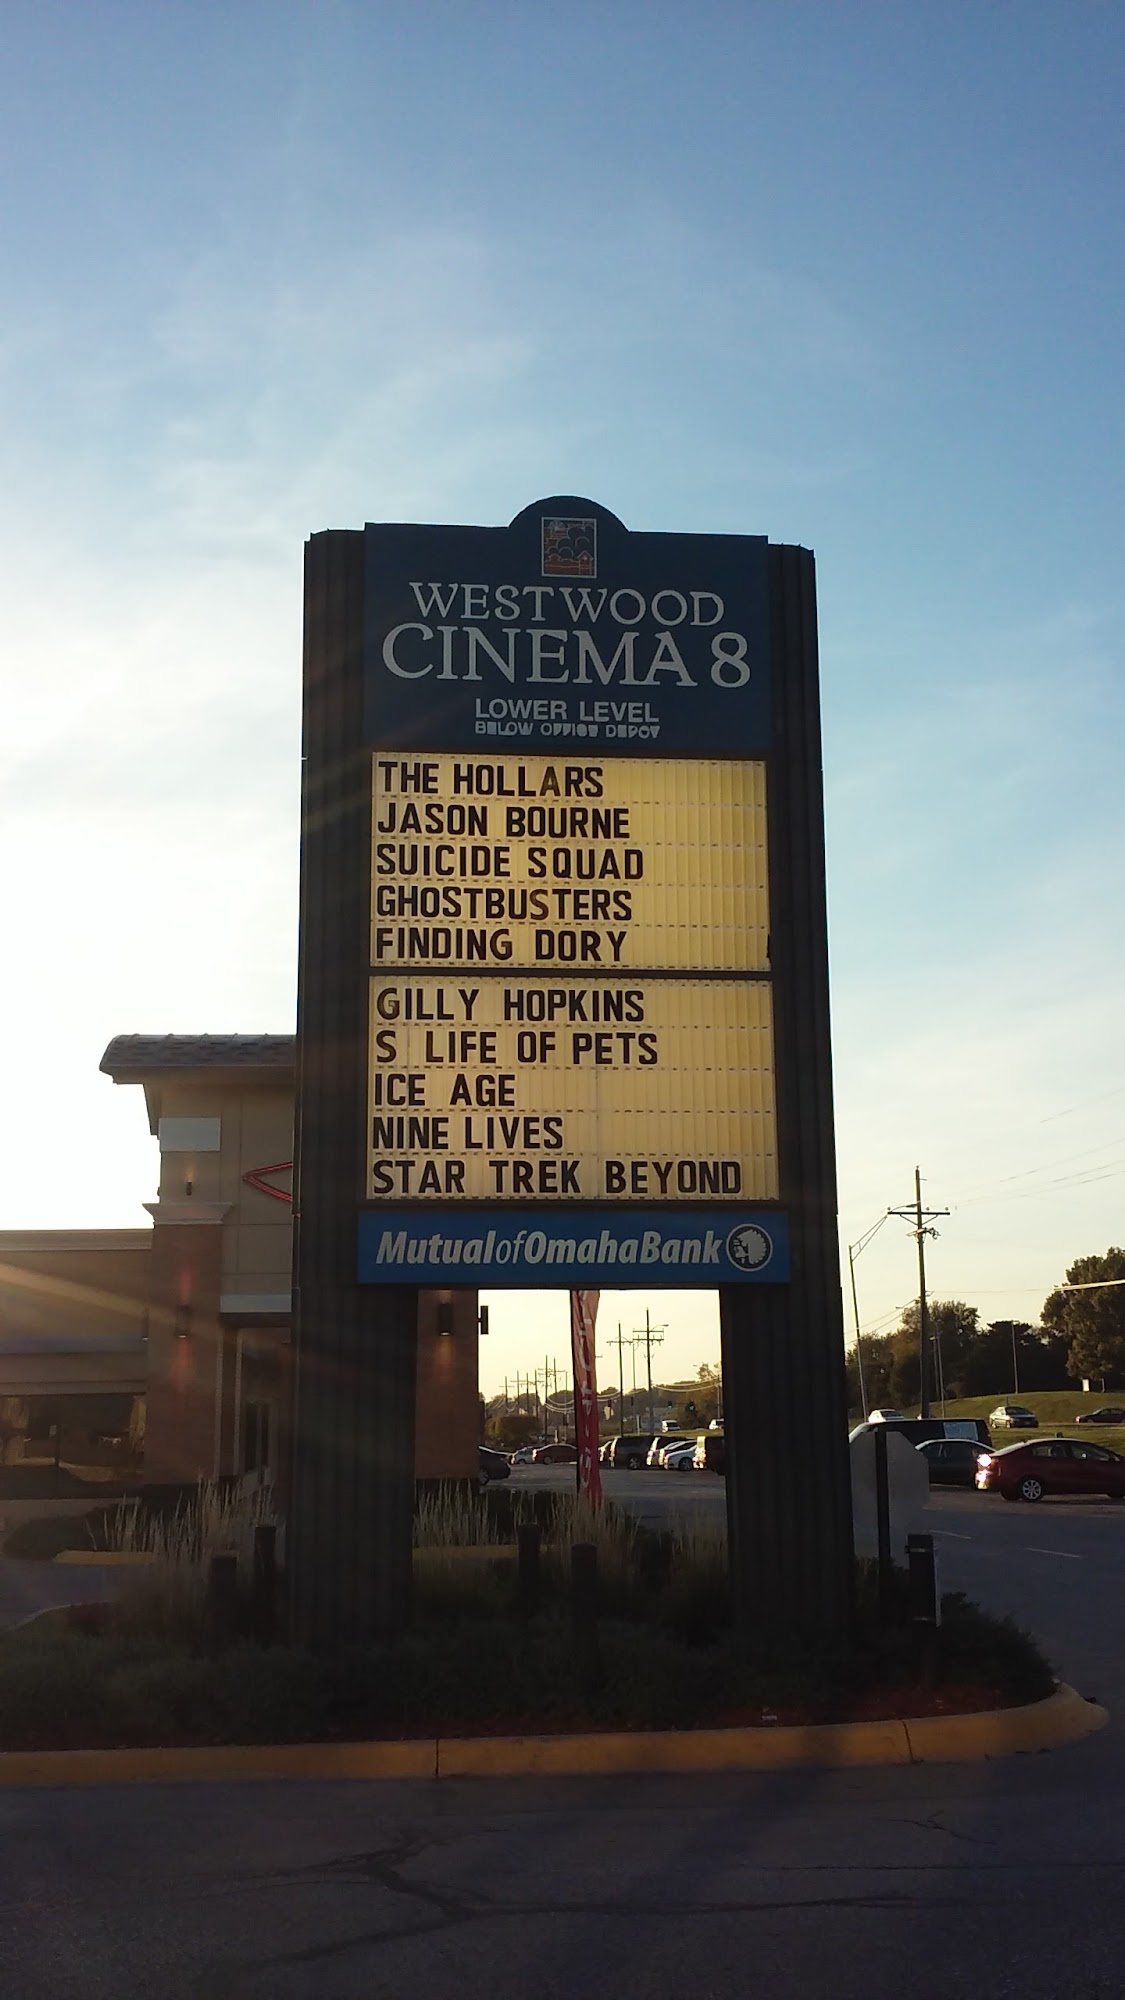 WESTWOOD
CINEMA 8
LOWER LEVEL
BELOW OFFICE DEPOT
THE HOLLARS
JASON BOURNE
SUICIDE SQUAD
GHOSTBUSTERS
FINDING DORY
GILLY HOPKINS
S LIFE OF PETS
ICE AGE
NINE LIVES
STAR TREK BEYOND
MutualofOmahaBank